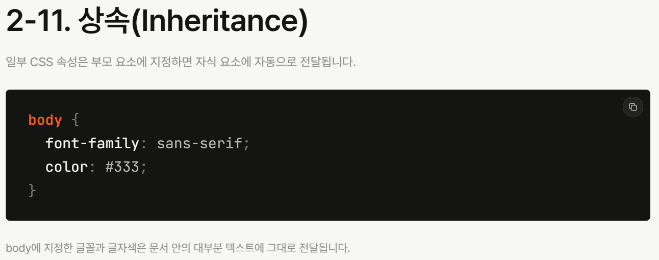 2-11. 상속(Inheritance)
일부 CSS 속성은 부모 요소에 지정하면 자식 요소에 자동으로 전달됩니다.
body {
  font-family: sans-serif;
  color: #333;
}
body에 지정한 글꼴과 글자색은 문서 안의 대부분 텍스트에 그대로 전달됩니다.